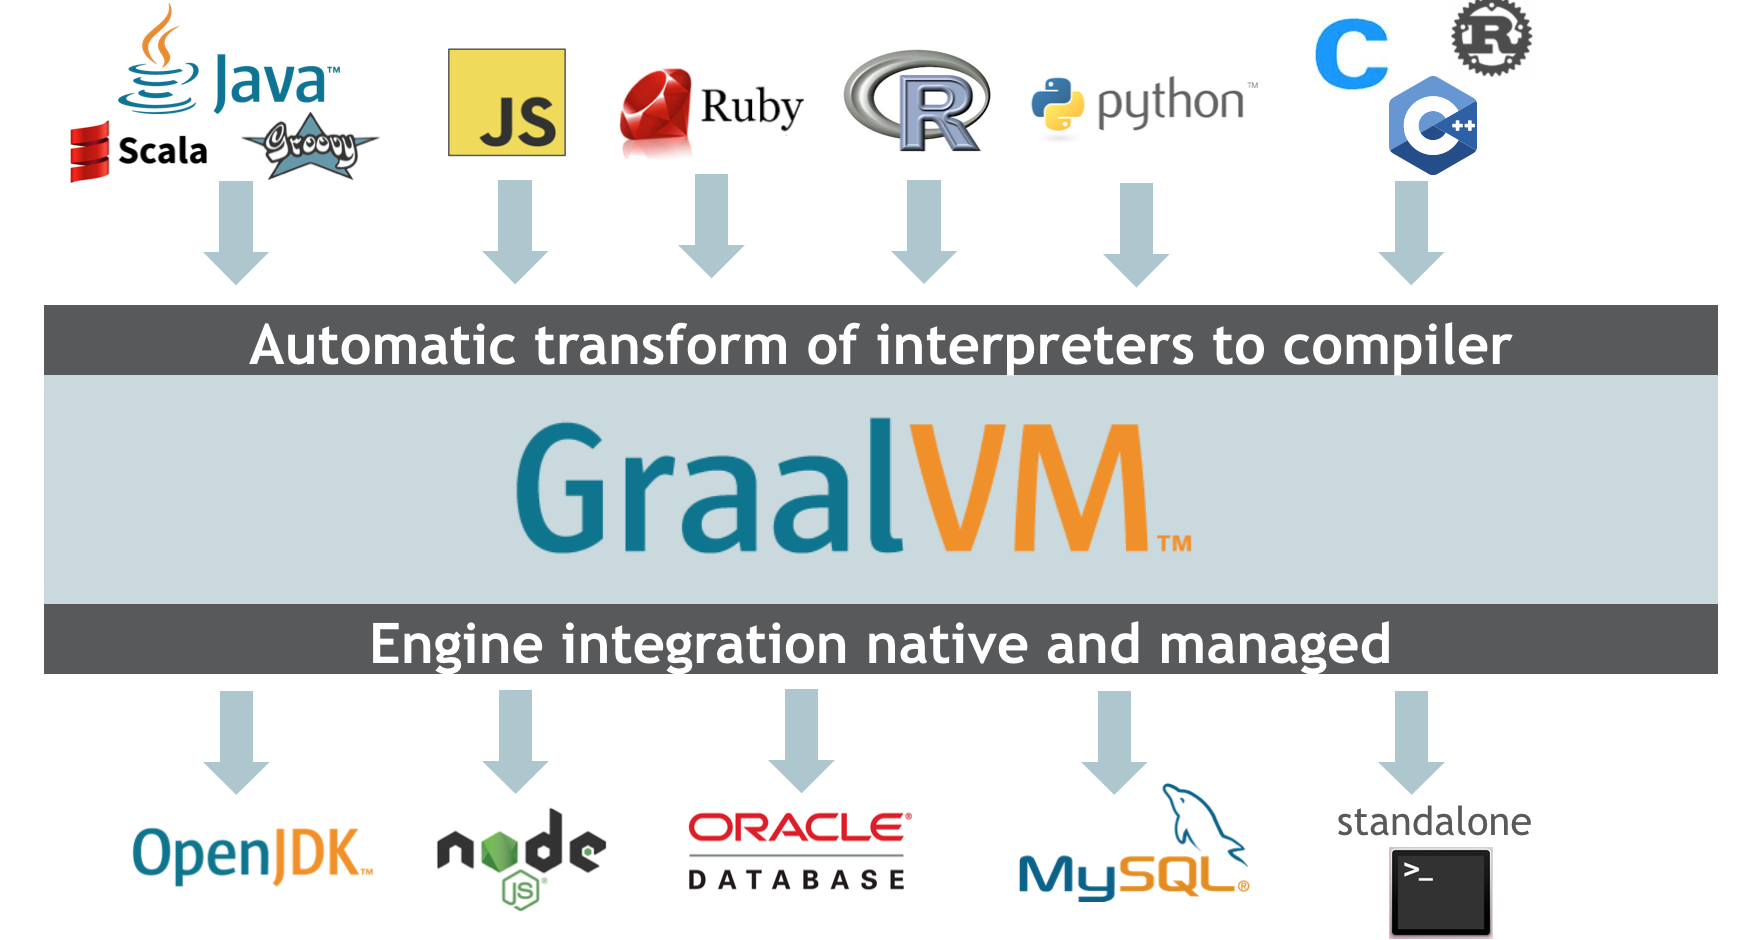 Java™
Scala
Groovy
JS
Ruby
R
python™
C
R
C++
Automatic transform of interpreters to compiler
GraalVM™
Engine integration native and managed
OpenJDK™
node
JS®
ORACLE®
DATABASE
MySQL®
standalone
>_